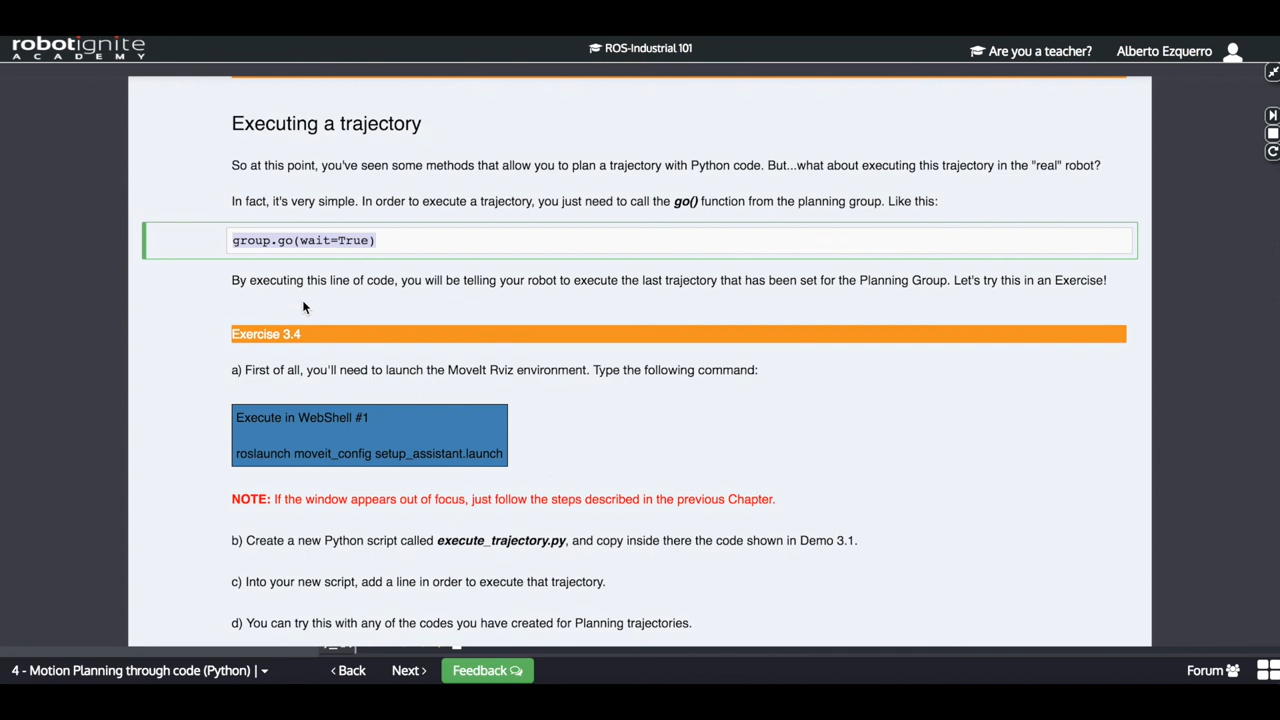 robotignite
ACADEMY
ROS-Industrial 101
Are you a teacher?
Alberto Ezquerro
Executing a trajectory
So at this point, you've seen some methods that allow you to plan a trajectory with Python code. But...what about executing this trajectory in the "real" robot?
In fact, it's very simple. In order to execute a trajectory, you just need to call the go() function from the planning group. Like this:
group.go(wait=True)
By executing this line of code, you will be telling your robot to execute the last trajectory that has been set for the Planning Group. Let's try this in an Exercise!
Exercise 3.4
a) First of all, you'll need to launch the MoveIt Rviz environment. Type the following command:
Execute in WebShell #1
roslaunch moveit_config setup_assistant.launch
NOTE: If the window appears out of focus, just follow the steps described in the previous Chapter.
b) Create a new Python script called execute_trajectory.py, and copy inside there the code shown in Demo 3.1.
c) Into your new script, add a line in order to execute that trajectory.
d) You can try this with any of the codes you have created for Planning trajectories.
4 - Motion Planning through code (Python) |
‹ Back
Next ›
Feedback
Forum